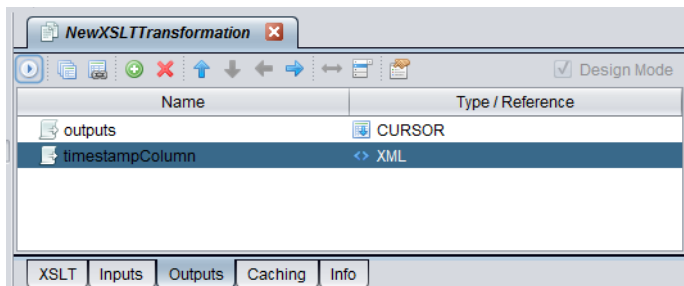 NewXSLTTransformation
Design Mode
Name Type / Reference
outputs CURSOR
timestampColumn <> XML
XSLT Inputs Outputs Caching Info